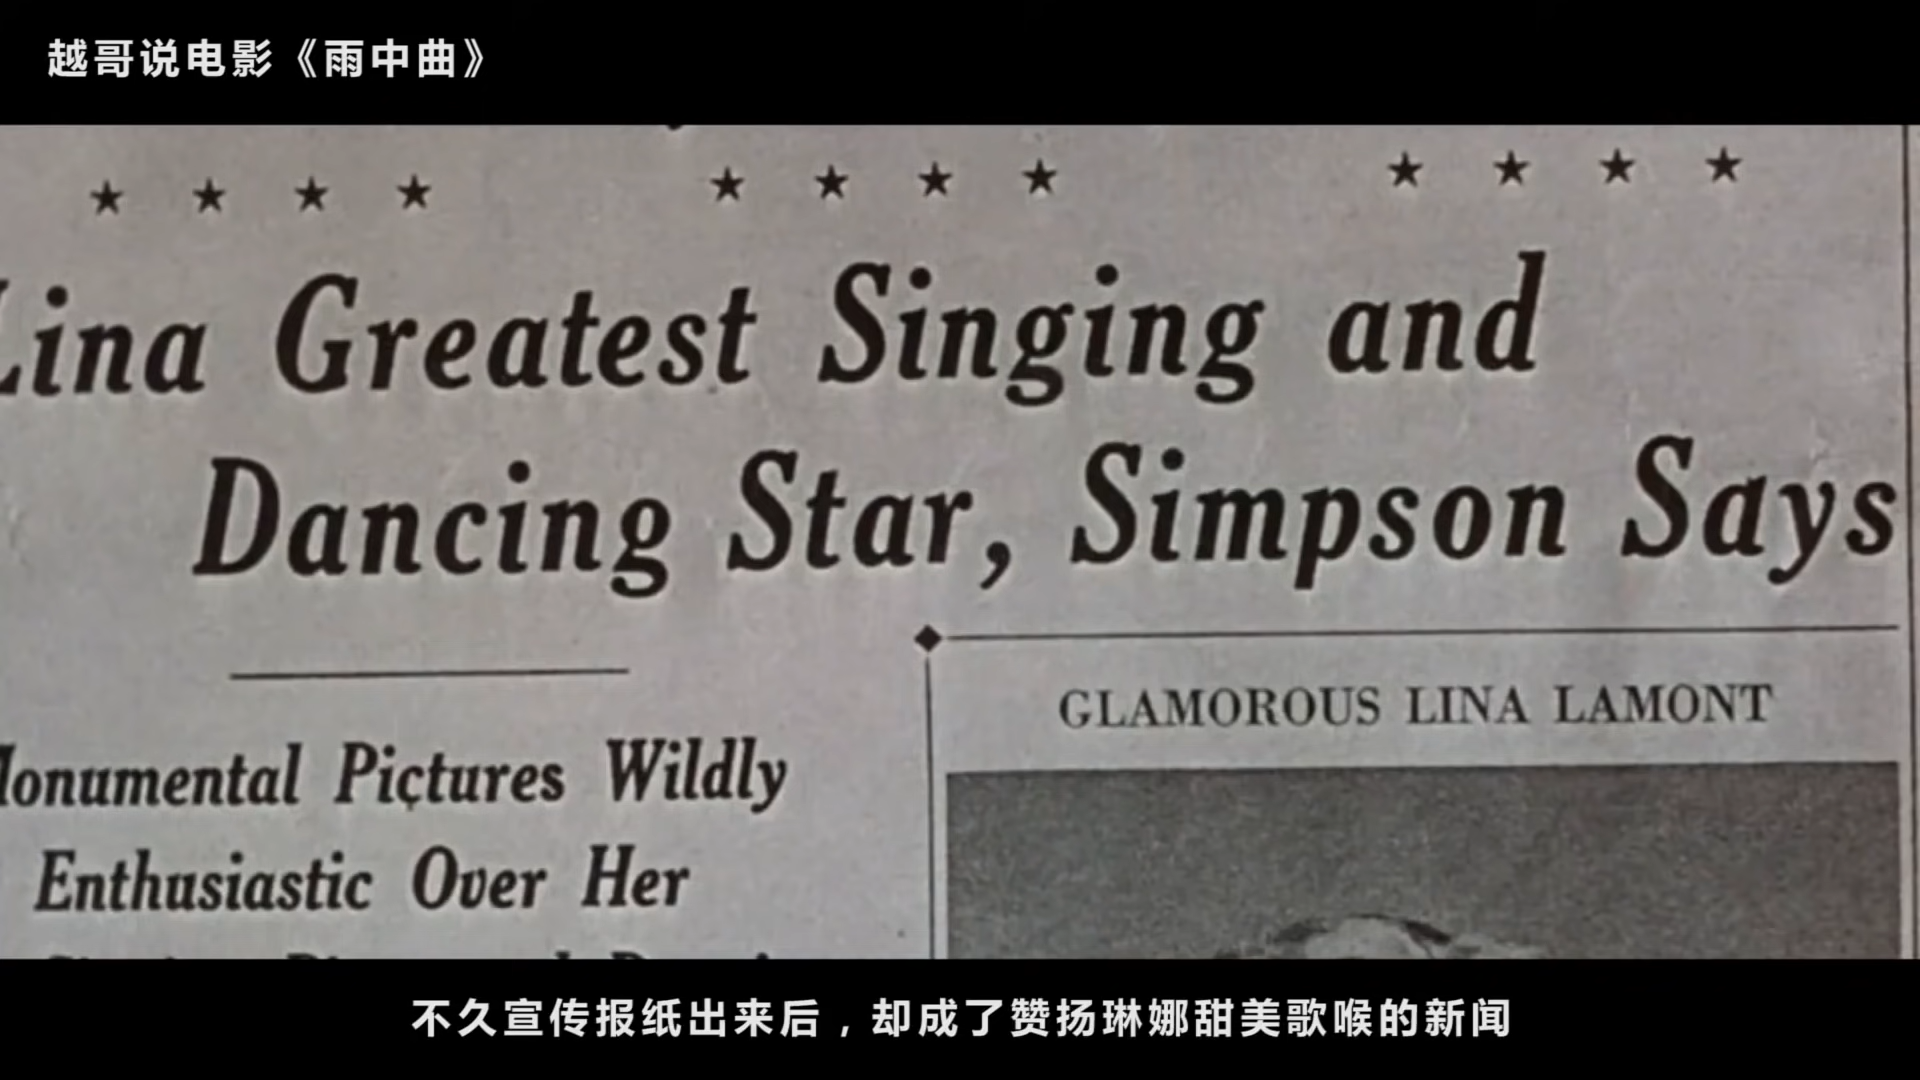 越哥说电影《雨中曲》
★ ★ ★ ★ ★ ★ ★ ★ ★ ★ ★ ★
Lina Greatest Singing and
Dancing Star, Simpson Says
GLAMOROUS LINA LAMONT
Monumental Pictures Wildly
Enthusiastic Over Her
不久宣传报纸出来后，却成了赞扬琳娜甜美歌喉的新闻